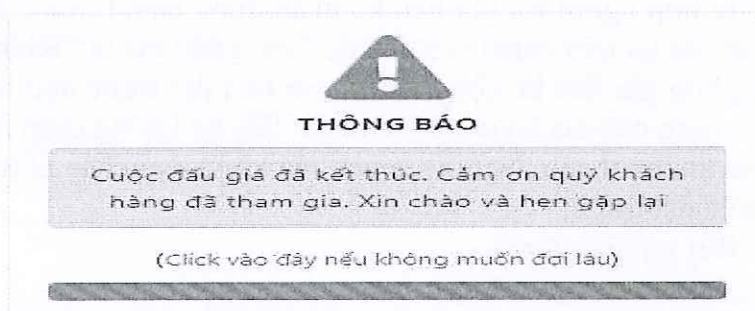 THÔNG BÁO
Cuộc đấu giá đã kết thúc. Cảm ơn quý khách
hàng đã tham gia. Xin chào và hẹn gặp lại
(Click vào đây nếu không muốn đợi lâu)